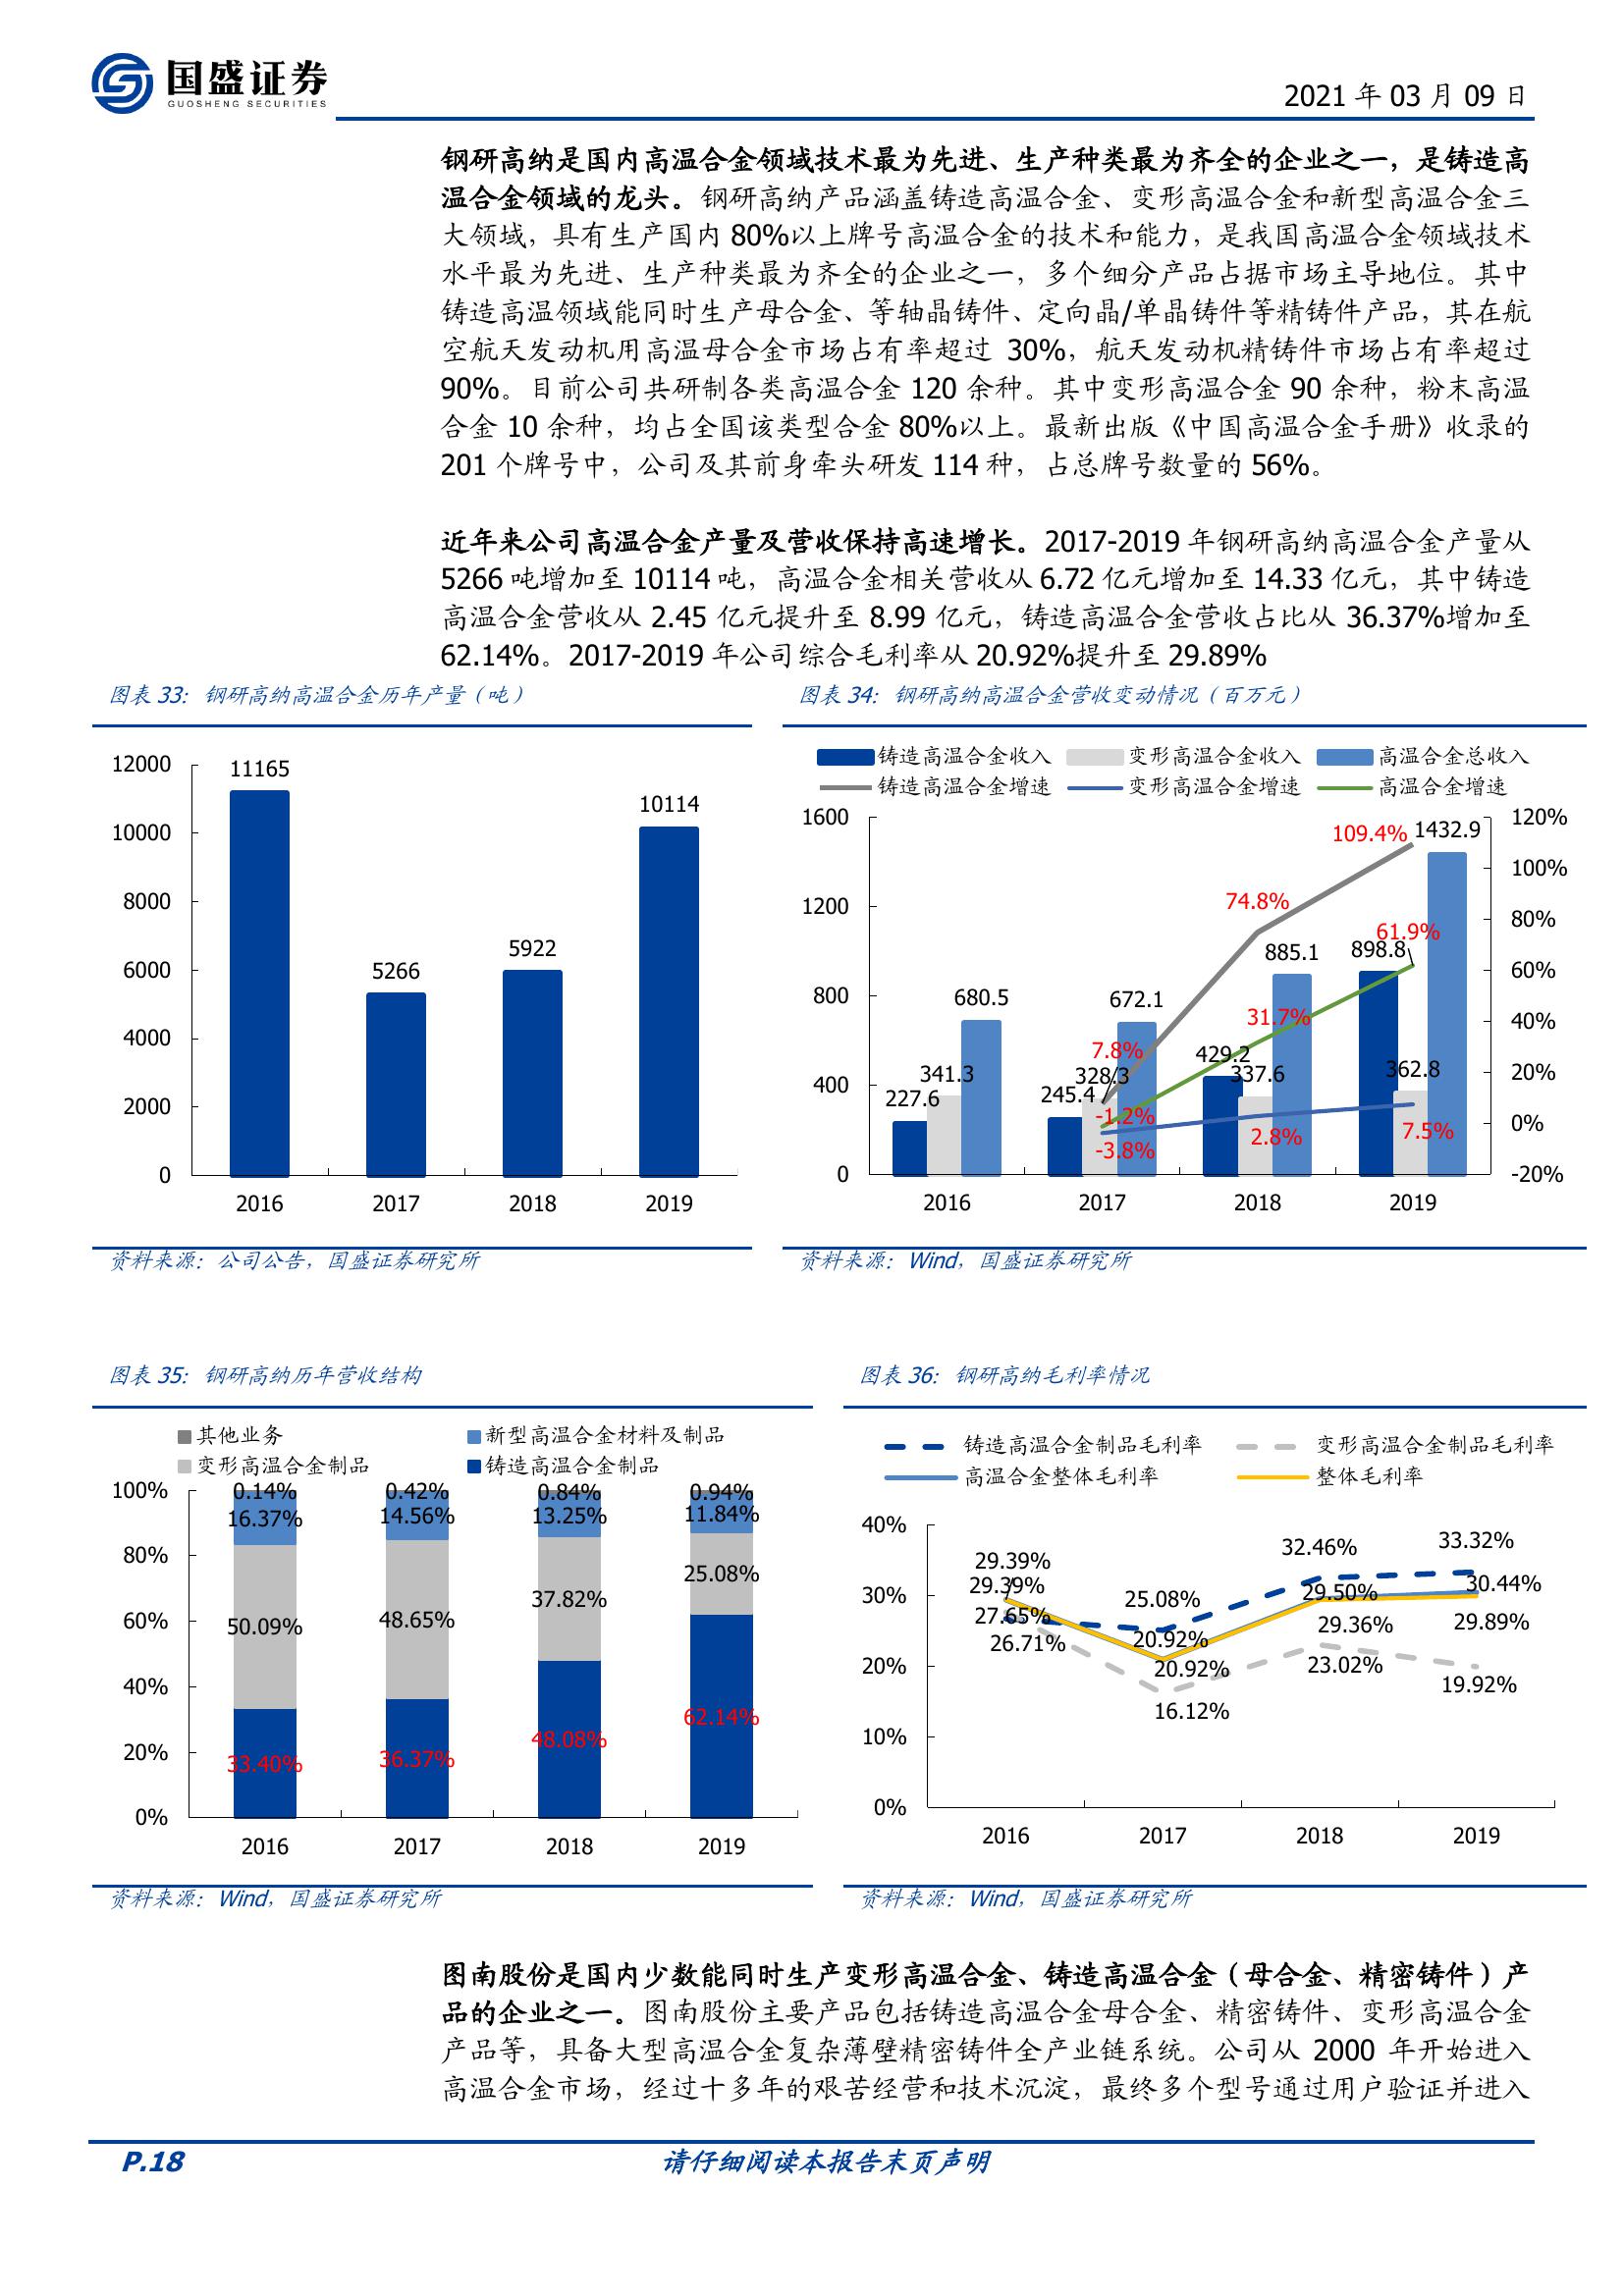 国盛证券
GUOSHENG SECURITIES
2021 年 03 月 09 日
钢研高纳是国内高温合金领域技术最为先进、生产种类最为齐全的企业之一，是铸造高
温合金领域的龙头。钢研高纳产品涵盖铸造高温合金、变形高温合金和新型高温合金三
大领域，具有生产国内 80%以上牌号高温合金的技术和能力，是我国高温合金领域技术
水平最为先进、生产种类最为齐全的企业之一，多个细分产品占据市场主导地位。其中
铸造高温领域能同时生产母合金、等轴晶铸件、定向晶/单晶铸件等精铸件产品，其在航
空航天发动机用高温母合金市场占有率超过 30%，航天发动机精铸件市场占有率超过
90%。目前公司共研制各类高温合金 120 余种。其中变形高温合金 90 余种，粉末高温
合金 10 余种，均占全国该类型合金 80%以上。最新出版《中国高温合金手册》收录的
201 个牌号中，公司及其前身牵头研发 114 种，占总牌号数量的 56%。
近年来公司高温合金产量及营收保持高速增长。2017-2019 年钢研高纳高温合金产量从
5266 吨增加至 10114 吨，高温合金相关营收从 6.72 亿元增加至 14.33 亿元，其中铸造
高温合金营收从 2.45 亿元提升至 8.99 亿元，铸造高温合金营收占比从 36.37%增加至
62.14%。2017-2019 年公司综合毛利率从 20.92%提升至 29.89%
图表 33：钢研高纳高温合金历年产量（吨）
12000
10000
8000
6000
4000
2000
0
11165
5266
5922
10114
2016 2017 2018 2019
资料来源：公司公告，国盛证券研究所
图表 34：钢研高纳高温合金营收变动情况（百万元）
铸造高温合金收入 变形高温合金收入 高温合金总收入
铸造高温合金增速 变形高温合金增速 高温合金增速
1600
1200
800
400
0
120%
100%
80%
60%
40%
20%
0%
-20%
227.6 341.3 680.5
245.4 328.3 672.1
429.2 337.6 885.1
898.8 362.8 1432.9
7.8% 74.8% 109.4%
-1.2% 31.7% 61.9%
-3.8% 2.8% 7.5%
2016 2017 2018 2019
资料来源：Wind，国盛证券研究所
图表 35：钢研高纳历年营收结构
其他业务 新型高温合金材料及制品
变形高温合金制品 铸造高温合金制品
100%
80%
60%
40%
20%
0%
0.14% 0.42% 0.84% 0.94%
16.37% 14.56% 13.25% 11.84%
50.09% 48.65% 37.82% 25.08%
33.40% 36.37% 48.08% 62.14%
2016 2017 2018 2019
资料来源：Wind，国盛证券研究所
图表 36：钢研高纳毛利率情况
铸造高温合金制品毛利率 变形高温合金制品毛利率
高温合金整体毛利率 整体毛利率
40%
30%
20%
10%
0%
29.39%
29.39%
27.65%
26.71%
25.08%
20.92%
20.92%
16.12%
32.46%
29.50%
29.36%
23.02%
33.32%
30.44%
29.89%
19.92%
2016 2017 2018 2019
资料来源：Wind，国盛证券研究所
图南股份是国内少数能同时生产变形高温合金、铸造高温合金（母合金、精密铸件）产
品的企业之一。图南股份主要产品包括铸造高温合金母合金、精密铸件、变形高温合金
产品等，具备大型高温合金复杂薄壁精密铸件全产业链系统。公司从 2000 年开始进入
高温合金市场，经过十多年的艰苦经营和技术沉淀，最终多个型号通过用户验证并进入
P.18
请仔细阅读本报告末页声明